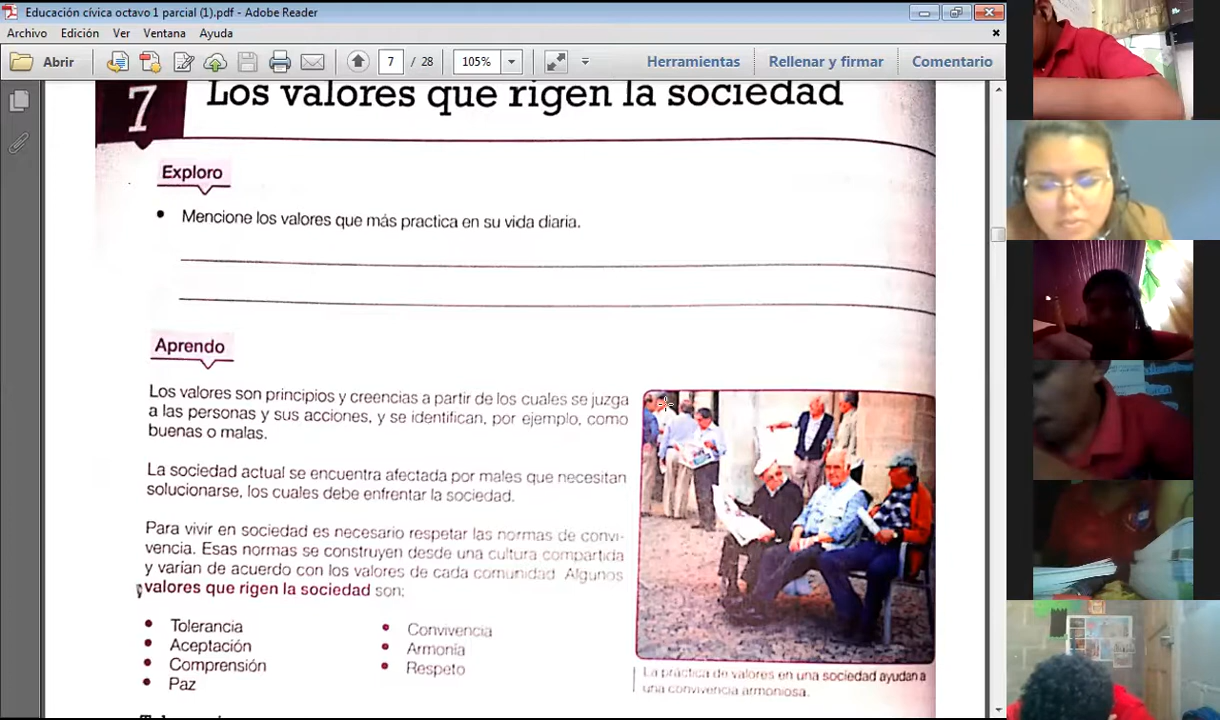 Educación cívica octavo 1 parcial (1).pdf - Adobe Reader
Archivo Edición Ver Ventana Ayuda
Abrir 7 / 28 105% Herramientas Rellenar y firmar Comentario
7 Los valores que rigen la sociedad
Exploro
• Mencione los valores que más practica en su vida diaria.
Aprendo
Los valores son principios y creencias a partir de los cuales se juzga
a las personas y sus acciones, y se identifican, por ejemplo, como
buenas o malas.
La sociedad actual se encuentra afectada por males que necesitan
solucionarse, los cuales debe enfrentar la sociedad.
Para vivir en sociedad es necesario respetar las normas de convi-
vencia. Esas normas se construyen desde una cultura compartida
y varían de acuerdo con los valores de cada comunidad. Algunos
valores que rigen la sociedad son:
• Tolerancia
• Aceptación
• Comprensión
• Paz
• Convivencia
• Armonía
• Respeto
La práctica de valores en una sociedad ayudan a
una convivencia armoniosa.